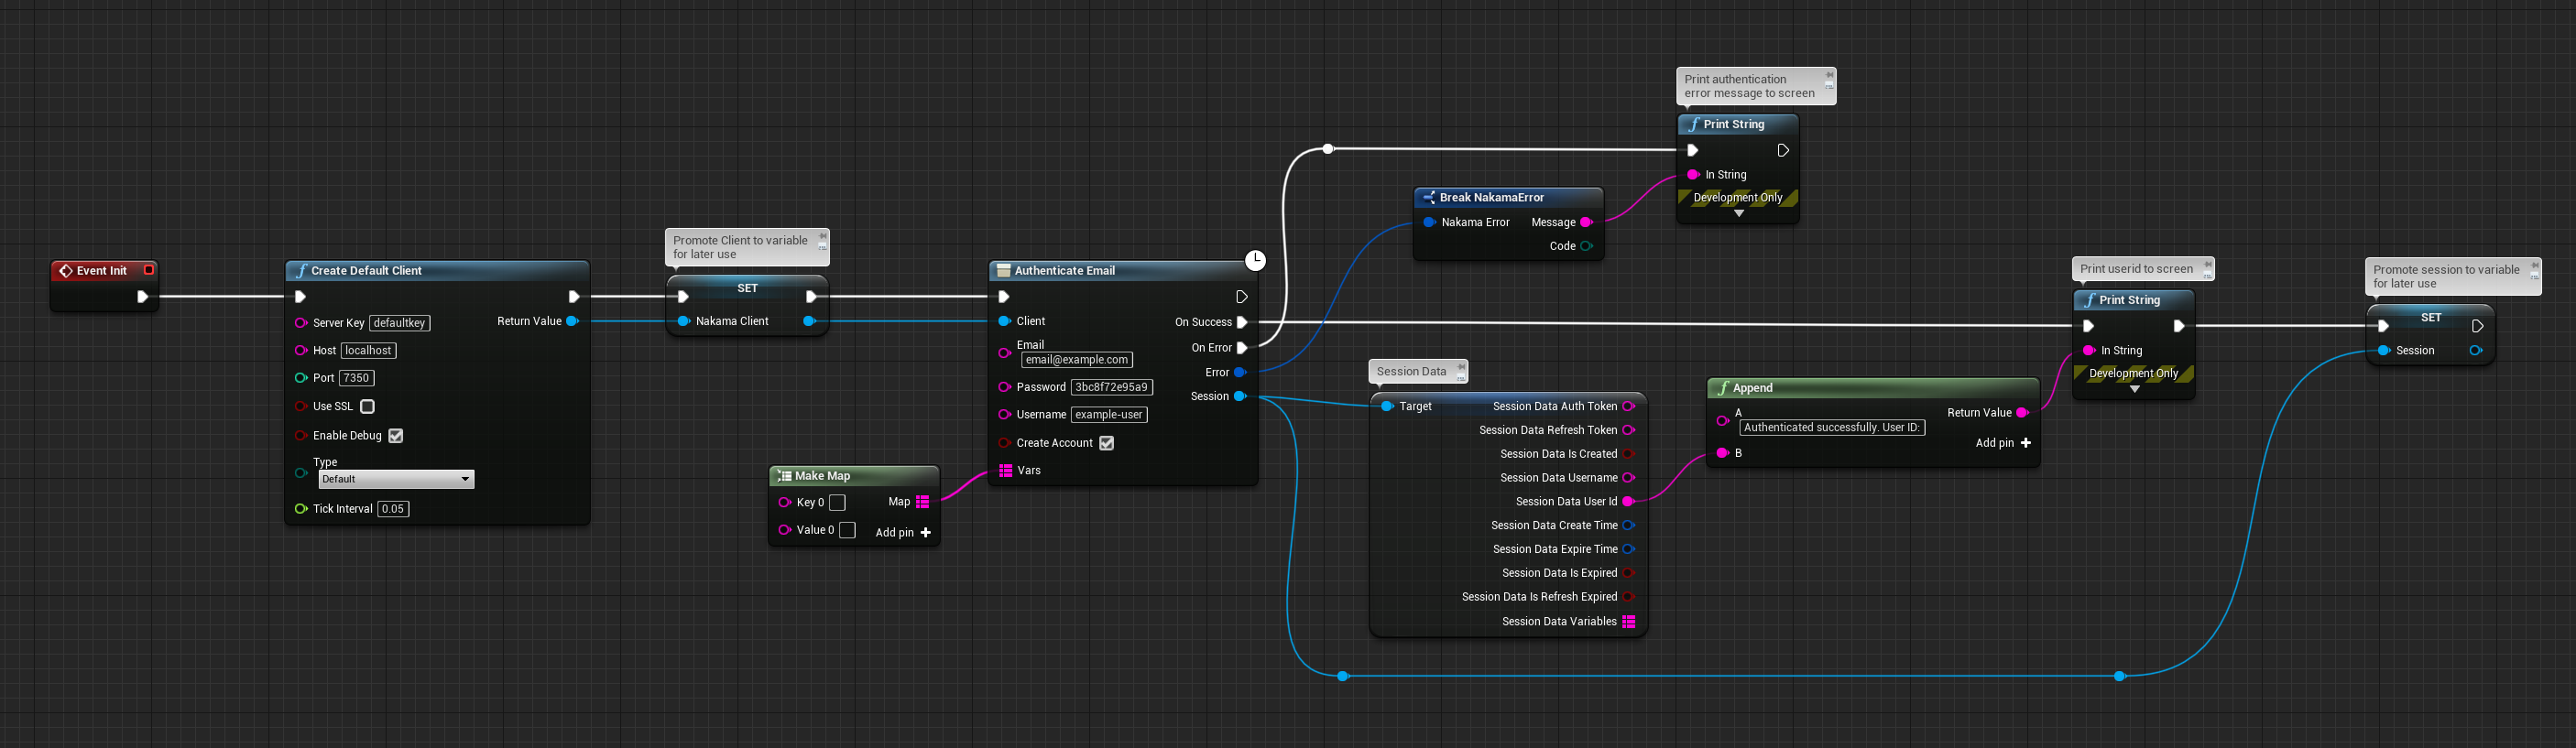 Event Init
Create Default Client
Server Key defaultkey
Return Value
Host localhost
Port 7350
Use SSL
Enable Debug
Type
Default
Tick Interval 0.05
Promote Client to variable
for later use
SET
Nakama Client
Make Map
Key 0
Map
Value 0
Add pin +
Authenticate Email
Client
On Success
Email
email@example.com
On Error
Error
Password 3bc8f72e95a9
Session
Username example-user
Create Account
Vars
Break NakamaError
Nakama Error
Message
Code
Print authentication
error message to screen
f Print String
In String
Development Only
Session Data
Target
Session Data Auth Token
Session Data Refresh Token
Session Data Is Created
Session Data Username
Session Data User Id
Session Data Create Time
Session Data Expire Time
Session Data Is Expired
Session Data Is Refresh Expired
Session Data Variables
f Append
A
Authenticated successfully. User ID:
Return Value
Add pin +
B
Print userid to screen
f Print String
In String
Development Only
Promote session to variable
for later use
SET
Session